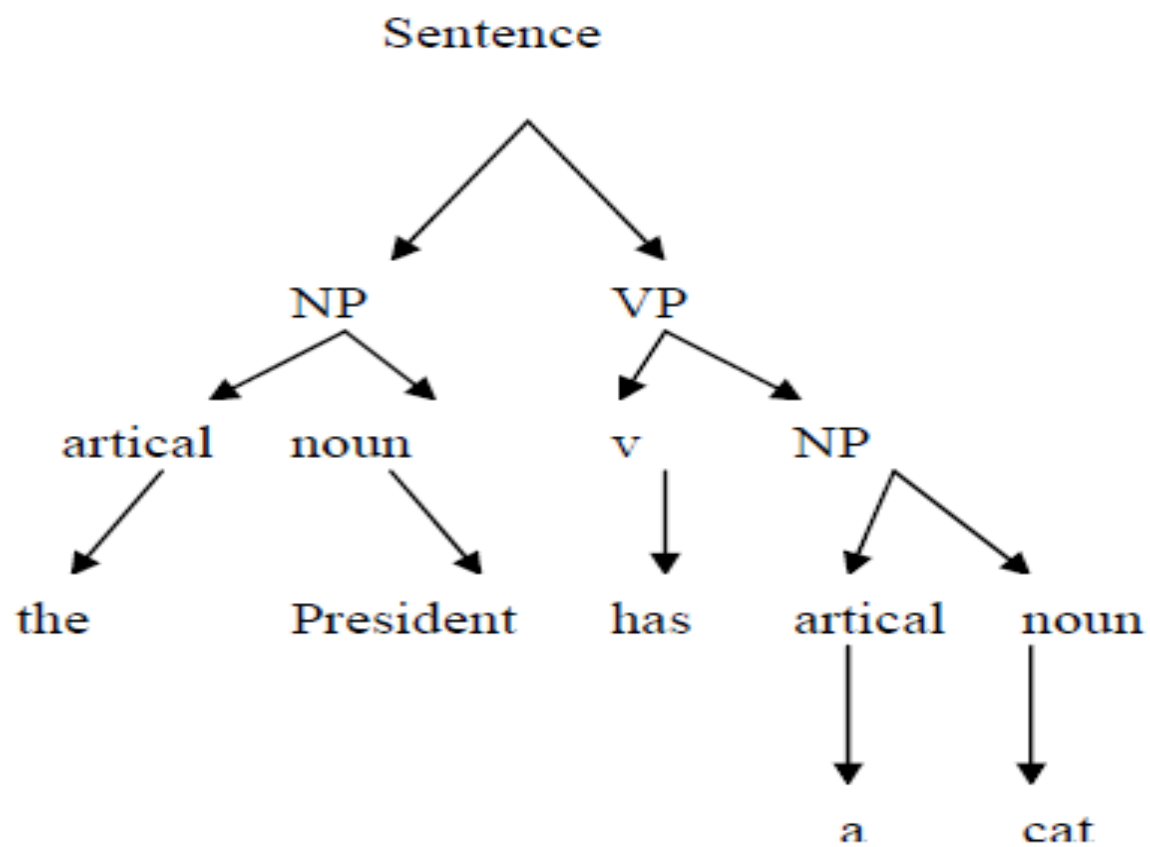 Sentence
NP VP
artical noun v NP
the President has artical noun
a cat